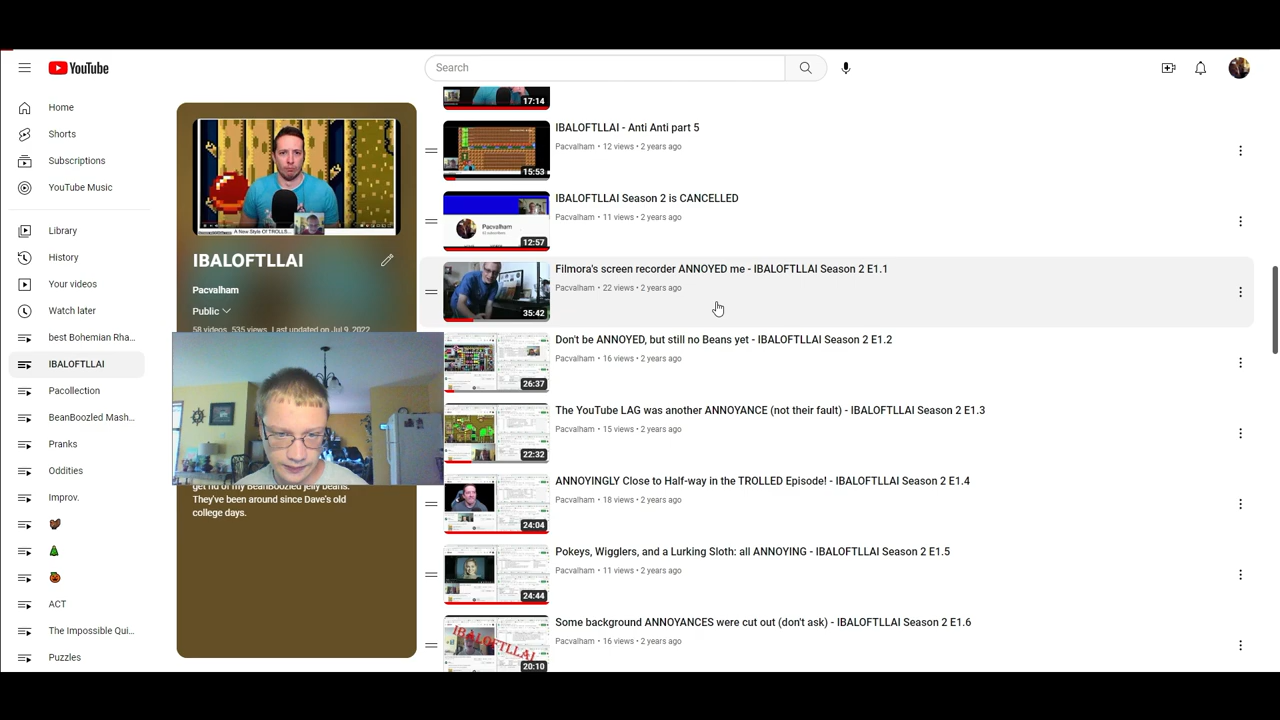 YouTube
Search
Home
Shorts
Subscriptions
YouTube Music
Library
History
Your videos
Watch later
best Bohemian Rha...
IBALOFTLLAI
Recollection
BeanBoozled Mash...
Pranks
Oddities
Improv.
ACT
Puzzles
A New Style Of TROLLS...
IBALOFTLLAI
Pacvalham
Public
58 videos 535 views Last updated on Jul 9, 2022
get rid of my BeanBoozled jelly beans.
They've been around since Dave's old
college days.
17:14
IBALOFTLLAI - Anti Anti part 5
Pacvalham • 12 views • 2 years ago
15:53
IBALOFTLLAI Season 2 is CANCELLED
Pacvalham • 11 views • 2 years ago
Pacvalham
12:57
Filmora's screen recorder ANNOYED me - IBALOFTLLAI Season 2 E1.1
Pacvalham • 22 views • 2 years ago
35:42
Don't be ANNOYED, but still no Beans yet - IBALOFTLLAI Season 2 E1.2
Pacvalham • 16 views • 2 years ago
26:37
The YouTube LAG was another ANNOYANCE (not their fault) - IBALOFTLLAI Season 2 E1.3
Pacvalham • 15 views • 2 years ago
22:32
ANNOYINGLY Close to Half-way in the TROLLED Episode! - IBALOFTLLAI Season 2 E1.4
Pacvalham • 18 views • 2 years ago
24:04
Pokeys, Wigglers, and a Lurking Sloth: all ANNOYING - IBALOFTLLAI Season 2 E1.5
Pacvalham • 11 views • 2 years ago
24:44
Some background ANNOYANCES were cut out (don't ask) - IBALOFTLLAI Season 2 E1.6
Pacvalham • 16 views • 2 years ago
IBALOFTLLAI
20:10